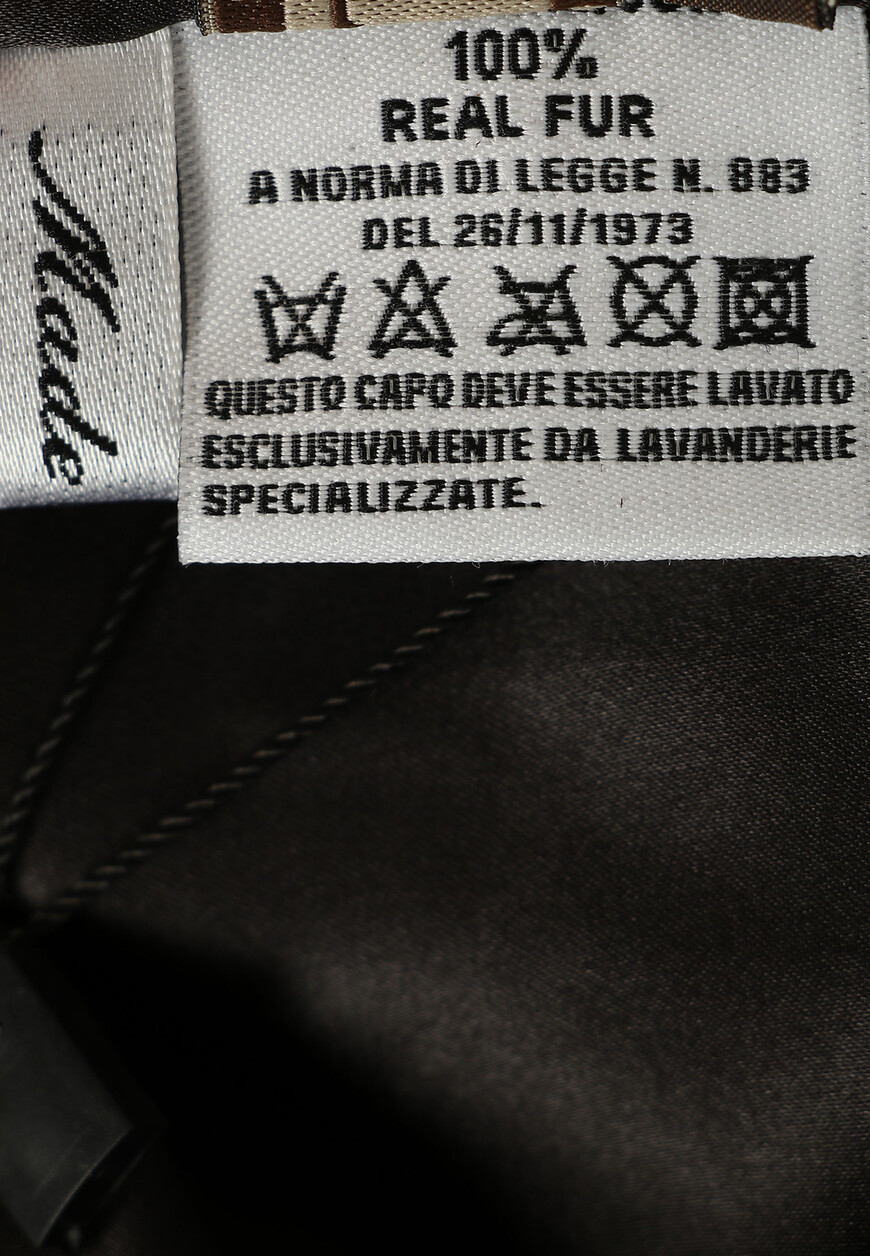 100%
REAL FUR
A NORMA DI LEGGE N. 883
DEL 26/11/1973
QUESTO CAPO DEVE ESSERE LAVATO
ESCLUSIVAMENTE DA LAVANDERIE
SPECIALIZZATE.
Made